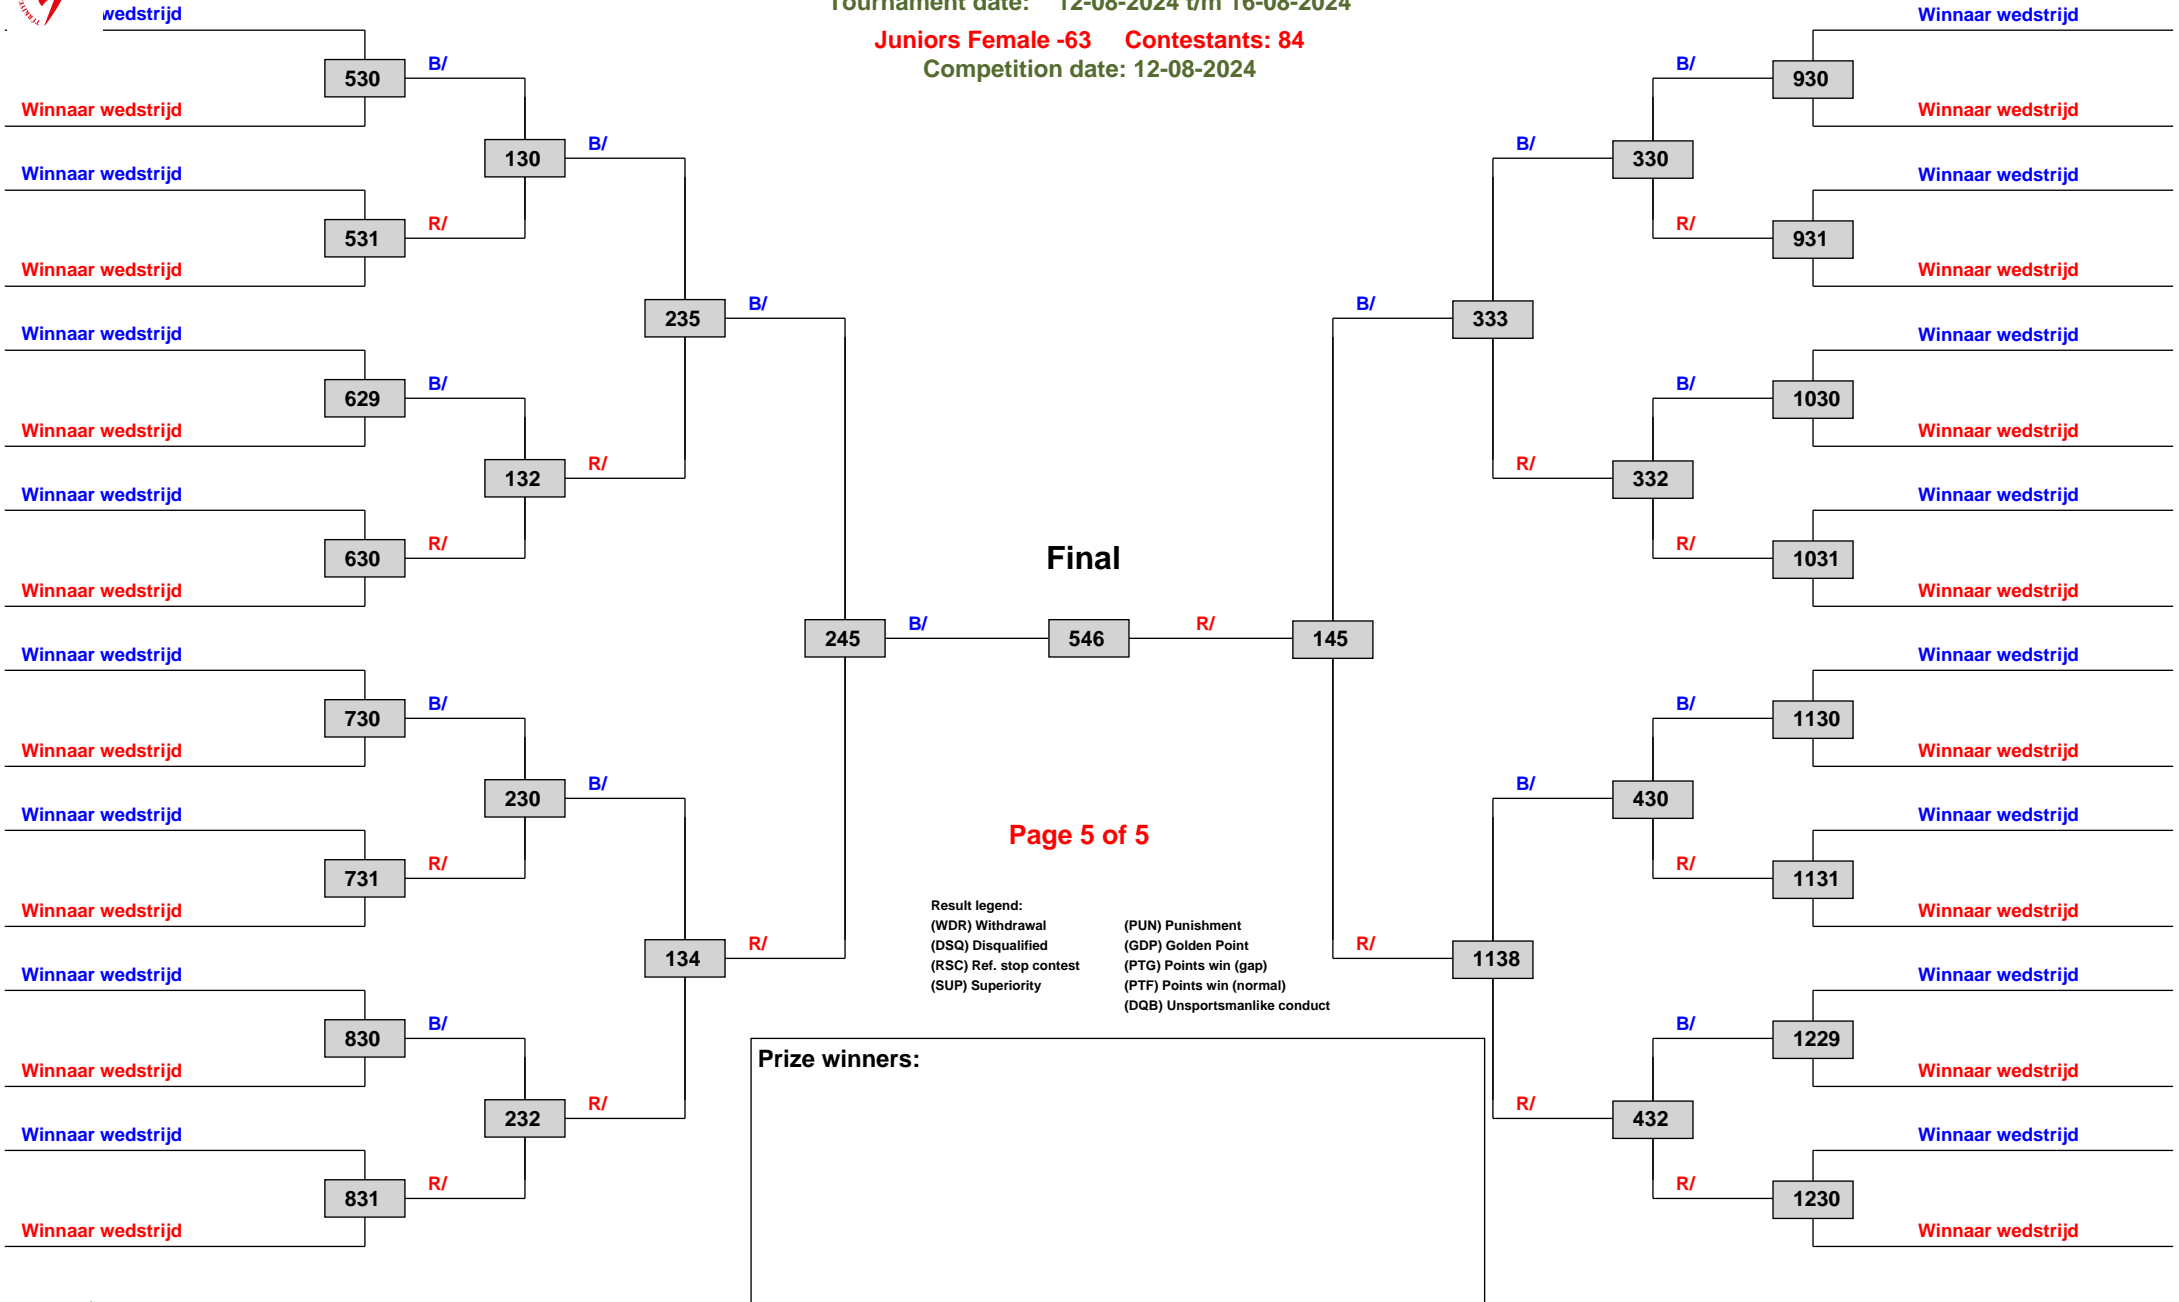 Tournament date: 12-08-2024 t/m 16-08-2024
Juniors Female -63 Contestants: 84
Competition date: 12-08-2024
wedstrijd
530
B/
Winnaar wedstrijd
130
B/
Winnaar wedstrijd
531
R/
Winnaar wedstrijd
235
B/
Winnaar wedstrijd
629
B/
Winnaar wedstrijd
132
R/
Winnaar wedstrijd
630
R/
Winnaar wedstrijd
245
B/
Winnaar wedstrijd
730
B/
Winnaar wedstrijd
230
B/
Winnaar wedstrijd
731
R/
Winnaar wedstrijd
134
R/
Winnaar wedstrijd
830
B/
Winnaar wedstrijd
232
R/
Winnaar wedstrijd
831
R/
Winnaar wedstrijd
Final
546
R/
145
Page 5 of 5
Result legend:
(WDR) Withdrawal
(DSQ) Disqualified
(RSC) Ref. stop contest
(SUP) Superiority
(PUN) Punishment
(GDP) Golden Point
(PTG) Points win (gap)
(PTF) Points win (normal)
(DQB) Unsportsmanlike conduct
Prize winners:
Winnaar wedstrijd
B/
930
Winnaar wedstrijd
B/
330
Winnaar wedstrijd
R/
931
Winnaar wedstrijd
B/
333
Winnaar wedstrijd
B/
1030
Winnaar wedstrijd
R/
332
Winnaar wedstrijd
R/
1031
Winnaar wedstrijd
Winnaar wedstrijd
B/
1130
Winnaar wedstrijd
B/
430
Winnaar wedstrijd
R/
1131
Winnaar wedstrijd
R/
1138
Winnaar wedstrijd
B/
1229
Winnaar wedstrijd
R/
432
Winnaar wedstrijd
R/
1230
Winnaar wedstrijd